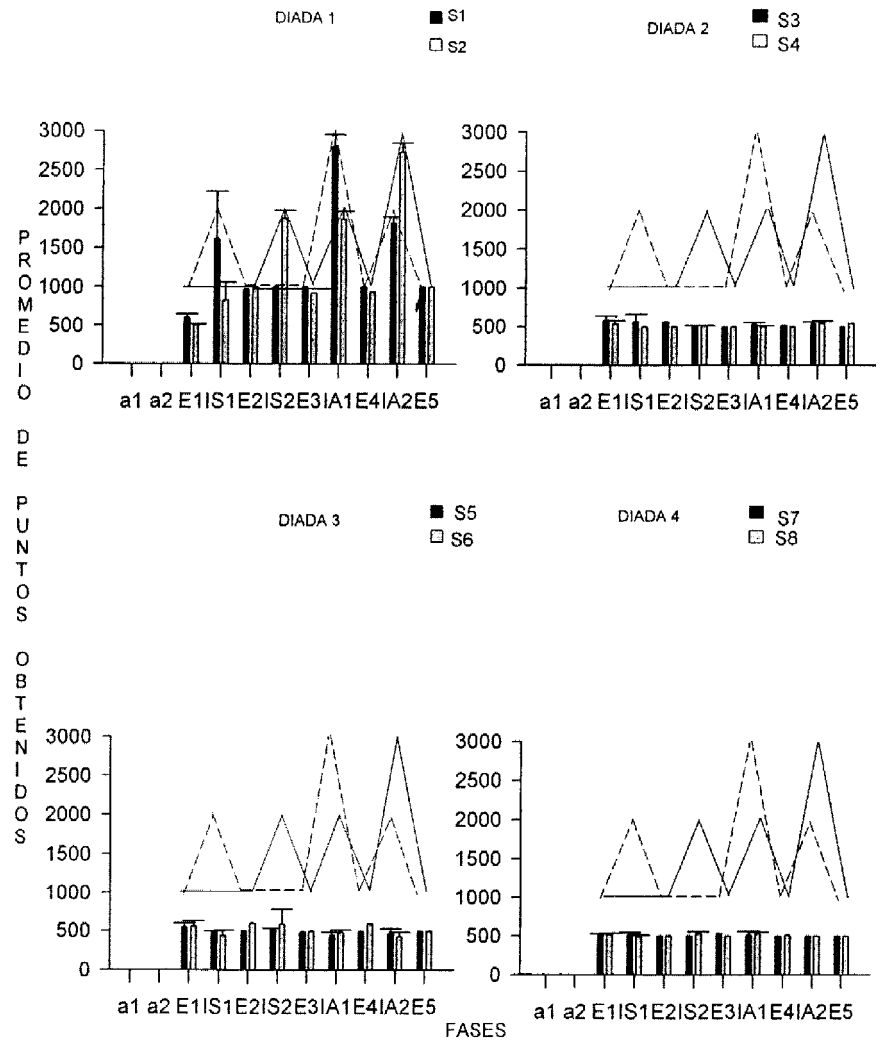 DIADA 1
S1
S2
DIADA 2
S3
S4
3000
2500
2000
1500
1000
500
0
a1 a2 E1IS1E2IS2E3IA1E4IA2E5
3000
2500
2000
1500
1000
500
0
a1 a2 E1IS1E2IS2E3IA1E4IA2E5
PROMEDIO DE PUNTOS OBTENIDOS
DIADA 3
S5
S6
DIADA 4
S7
S8
3000
2500
2000
1500
1000
500
0
a1 a2 E1IS1E2IS2E3IA1E4IA2E5
3000
2500
2000
1500
1000
500
0
a1 a2 E1IS1E2IS2E3IA1E4IA2E5
FASES